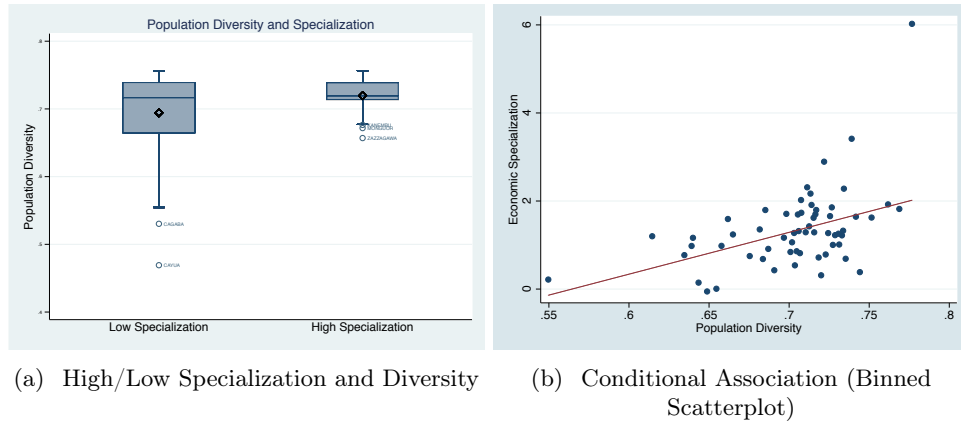 Population Diversity and Specialization
Population Diversity
.8
.7
.6
.5
.4
CAGABA
CAYUA
ZAZZAGAWA
Low Specialization
High Specialization
Economic Specialization
6
4
2
0
.55
.6
.65
.7
.75
.8
Population Diversity
(a) High/Low Specialization and Diversity
(b) Conditional Association (Binned
Scatterplot)